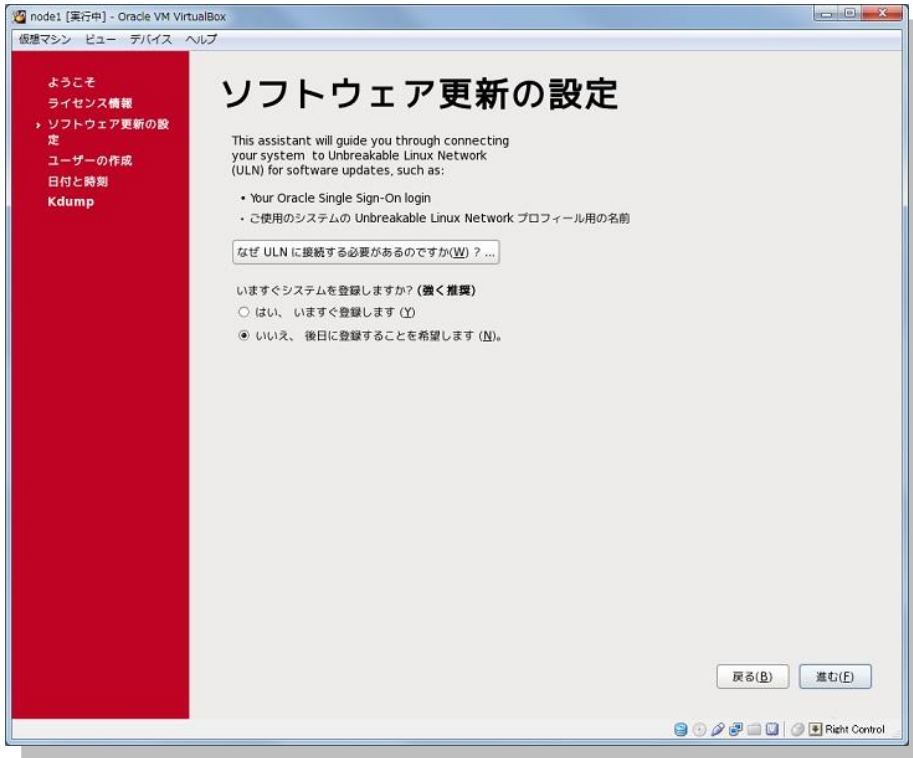 node1 [実行中] - Oracle VM VirtualBox
仮想マシン ビュー デバイス ヘルプ
ようこそ
ライセンス情報
› ソフトウェア更新の設
定
ユーザーの作成
日付と時刻
Kdump
ソフトウェア更新の設定
This assistant will guide you through connecting
your system to Unbreakable Linux Network
(ULN) for software updates, such as:
• Your Oracle Single Sign-On login
・ご使用のシステムの Unbreakable Linux Network プロフィール用の名前
なぜ ULN に接続する必要があるのですか(W) ? ...
いますぐシステムを登録しますか? (強く推奨)
はい、 いますぐ登録します (Y)
いいえ、 後日に登録することを希望します (N)。
戻る(B)
進む(F)
Right Control